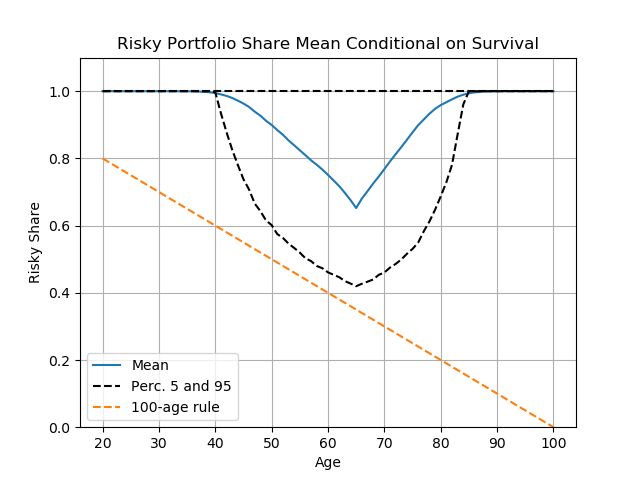 Risky Portfolio Share Mean Conditional on Survival
Risky Share
1.0
0.8
0.6
0.4
0.2
0.0
Mean
Perc. 5 and 95
100-age rule
20 30 40 50 60 70 80 90 100
Age